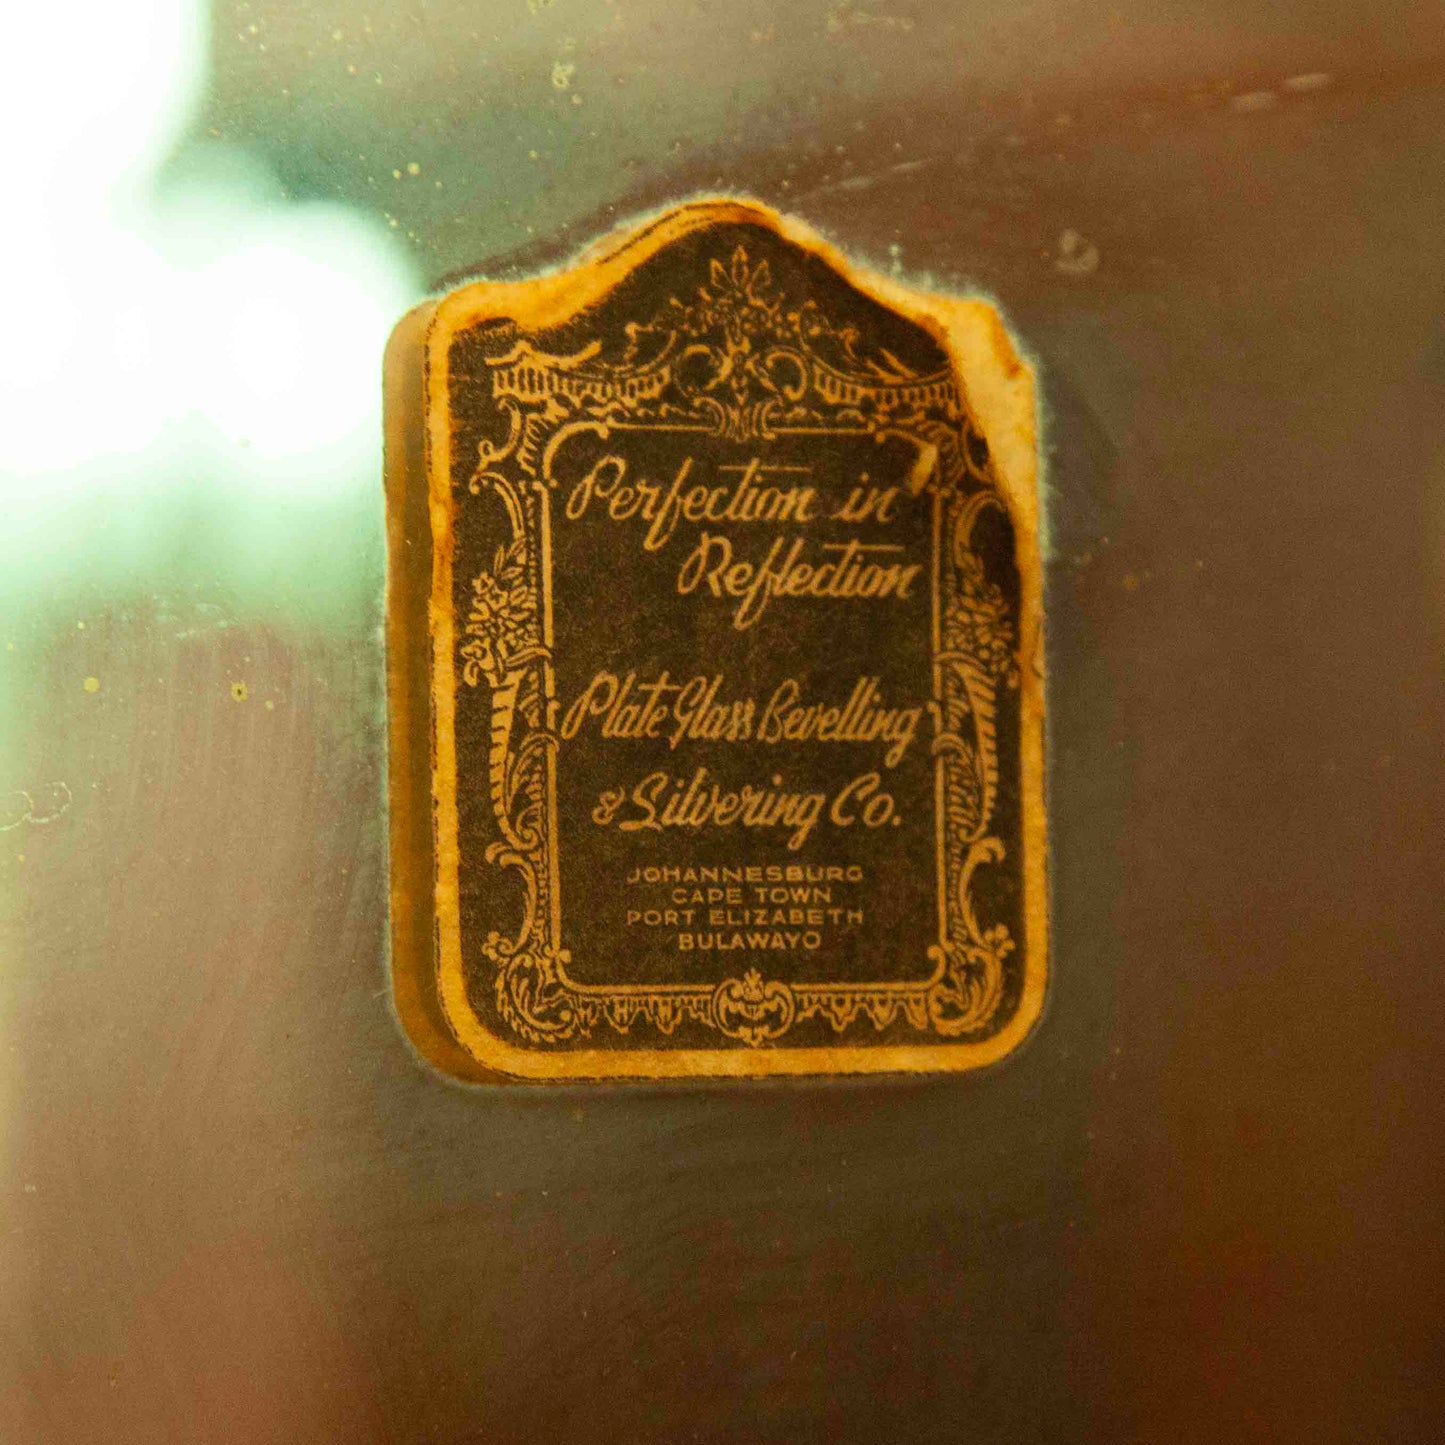 Perfection in
Reflection
Plate Glass Bevelling
& Silvering Co.
JOHANNESBURG
CAPE TOWN
PORT ELIZABETH
BULAWAYO